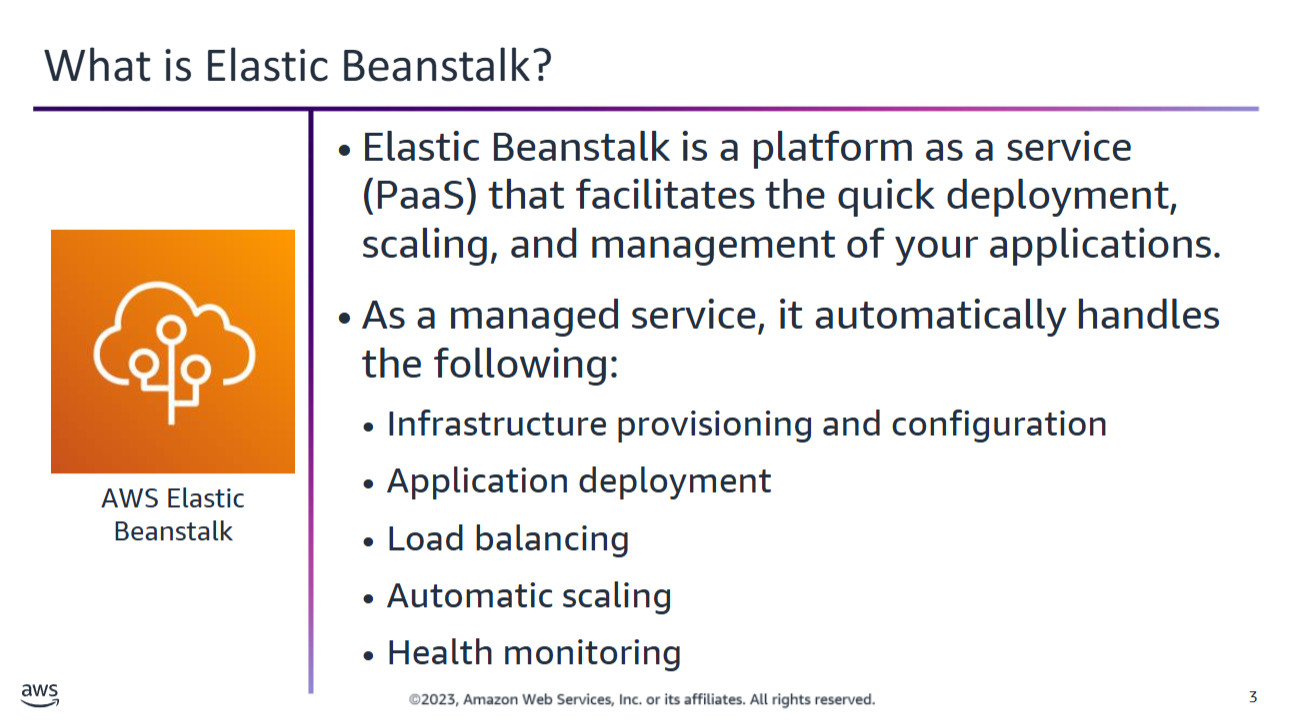 What is Elastic Beanstalk?
AWS Elastic
Beanstalk
• Elastic Beanstalk is a platform as a service
(PaaS) that facilitates the quick deployment,
scaling, and management of your applications.
• As a managed service, it automatically handles
the following:
• Infrastructure provisioning and configuration
• Application deployment
• Load balancing
• Automatic scaling
• Health monitoring
aws
©2023, Amazon Web Services, Inc. or its affiliates. All rights reserved.
3